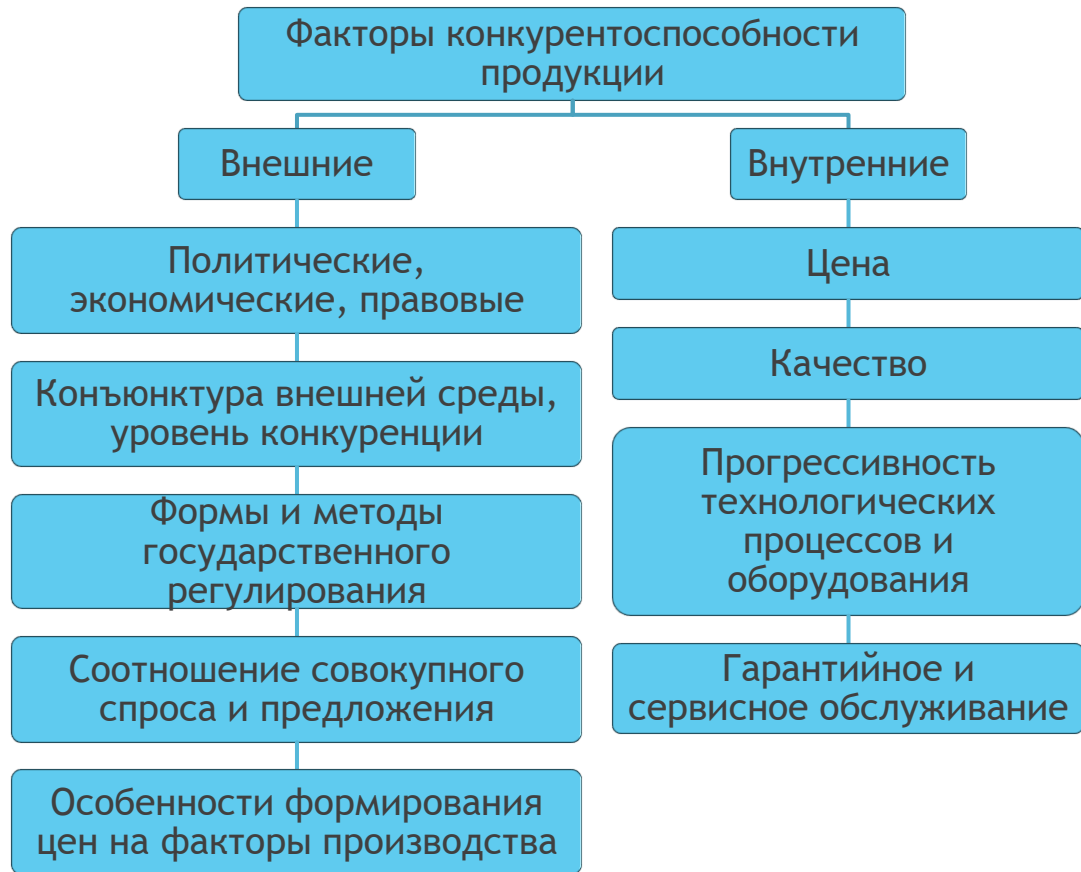 Факторы конкурентоспособности
продукции
Внешние
Внутренние
Политические,
экономические, правовые
Конъюнктура внешней среды,
уровень конкуренции
Формы и методы
государственного
регулирования
Соотношение совокупного
спроса и предложения
Особенности формирования
цен на факторы производства
Цена
Качество
Прогрессивность
технологических
процессов и
оборудования
Гарантийное и
сервисное обслуживание